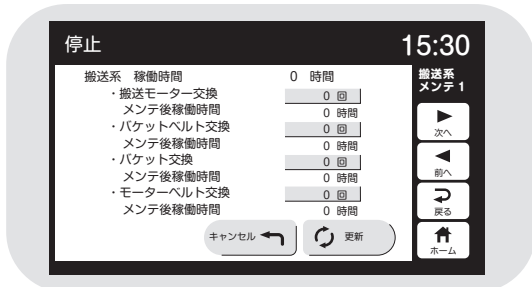 停止 15:30
搬送系 稼働時間 0 時間
・搬送モーター交換 0 回
メンテ後稼働時間 0 時間
・バケットベルト交換 0 回
メンテ後稼働時間 0 時間
・バケット交換 0 回
メンテ後稼働時間 0 時間
・モーターベルト交換 0 回
メンテ後稼働時間 0 時間
キャンセル 更新
搬送系
メンテ 1
次へ
前へ
戻る
ホーム